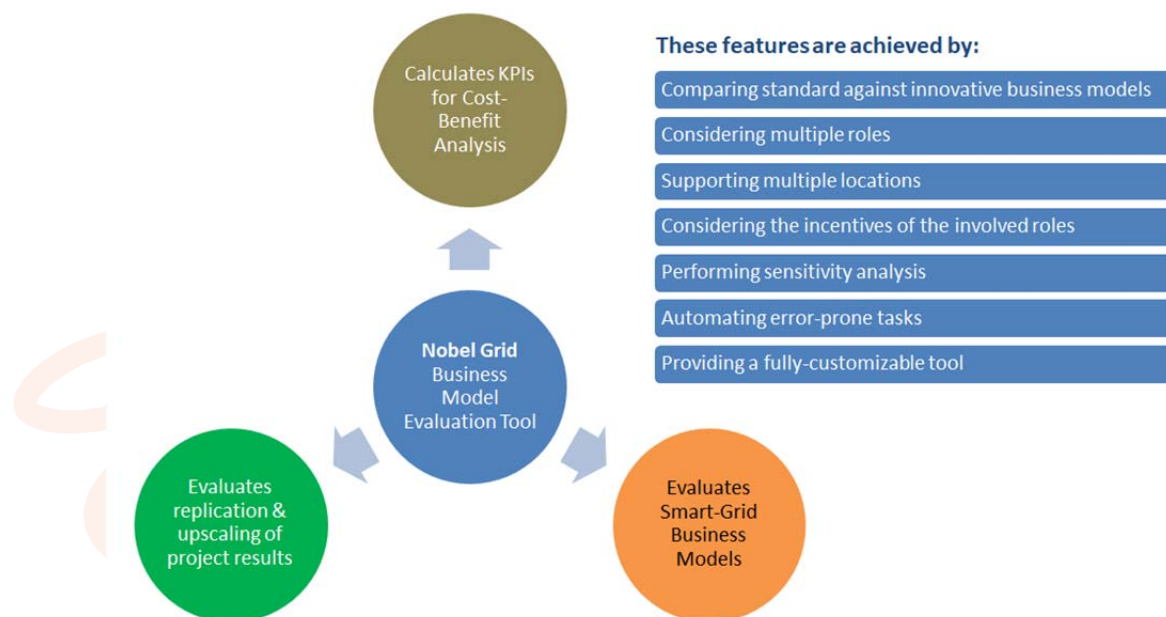 Calculates KPIs
for Cost-
Benefit
Analysis
Nobel Grid
Business
Model
Evaluation Tool
Evaluates
replication &
upscaling of
project results
Evaluates
Smart-Grid
Business
Models
These features are achieved by:
Comparing standard against innovative business models
Considering multiple roles
Supporting multiple locations
Considering the incentives of the involved roles
Performing sensitivity analysis
Automating error-prone tasks
Providing a fully-customizable tool